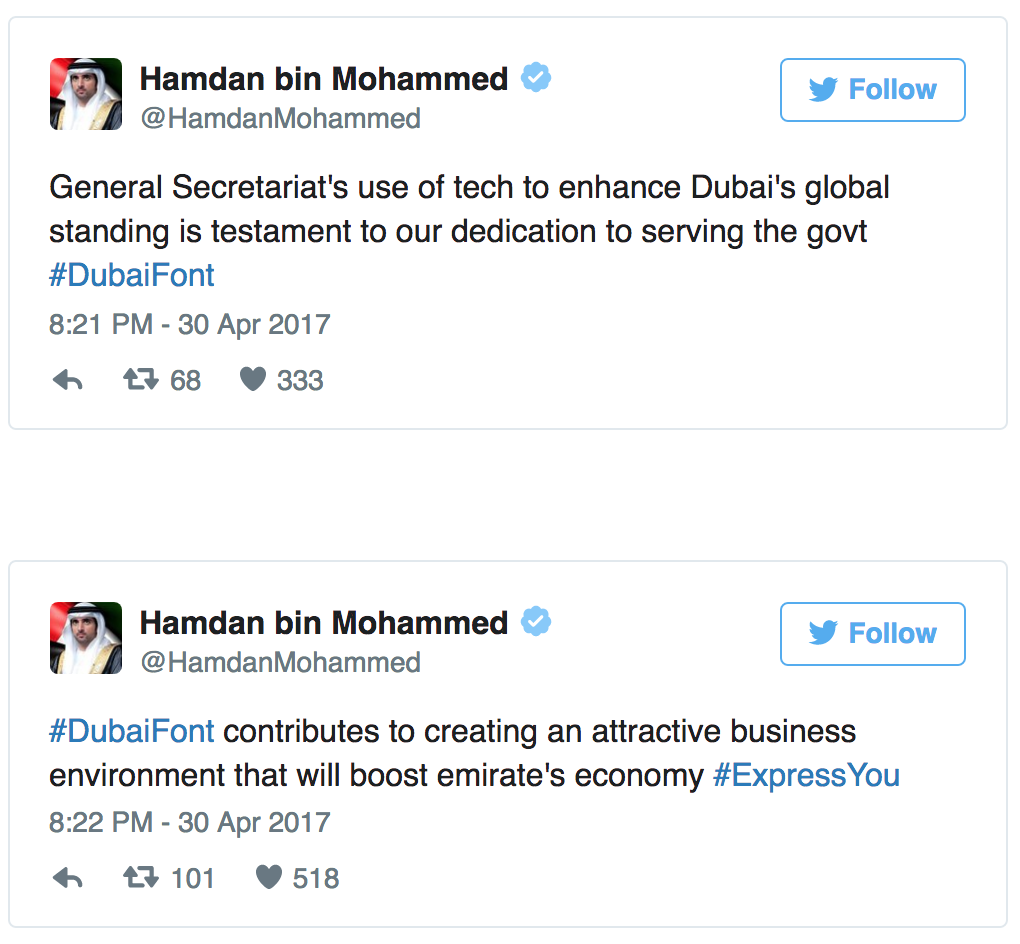 Hamdan bin Mohammed
Follow
@HamdanMohammed
General Secretariat's use of tech to enhance Dubai's global
standing is testament to our dedication to serving the govt
#DubaiFont
8:21 PM - 30 Apr 2017
68 333
Hamdan bin Mohammed
Follow
@HamdanMohammed
#DubaiFont contributes to creating an attractive business
environment that will boost emirate's economy #ExpressYou
8:22 PM - 30 Apr 2017
101 518